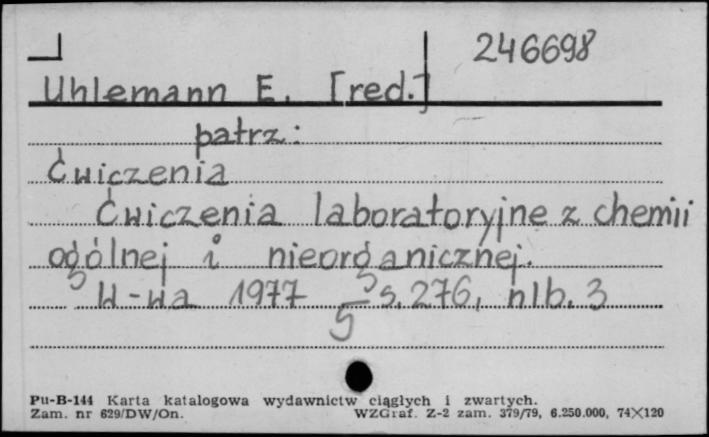 246698
Uhlemann E. [red.]
patrz:
Ćwiczenia
Ćwiczenia laboratoryjne z chemii
ogólnej i nieorganicznej.
W-wa 1977 s. 276, nlb. 3
5
Pu-B-144 Karta katalogowa wydawnictw ciągłych i zwartych.
Zam. nr 629/DW/On. WZGraf. Z-2 zam. 379/79, 6.250.000, 74X120